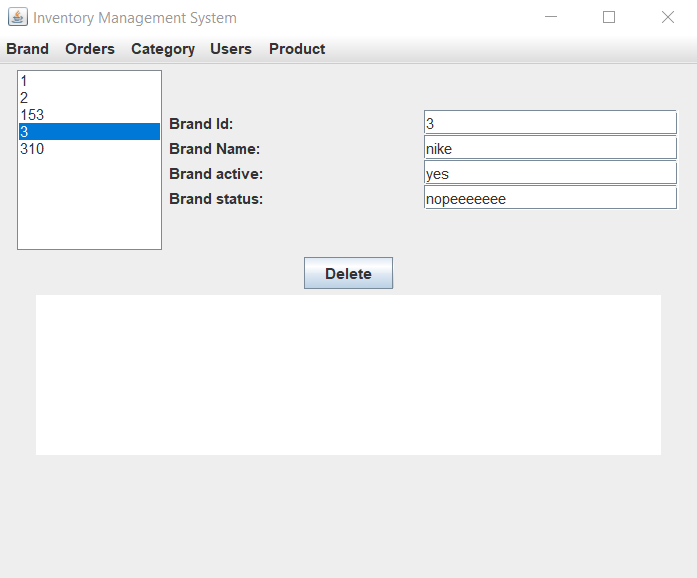 Inventory Management System
Brand Orders Category Users Product
1
2
153
3
310
Brand Id: 3
Brand Name: nike
Brand active: yes
Brand status: nopeeeeeee
Delete